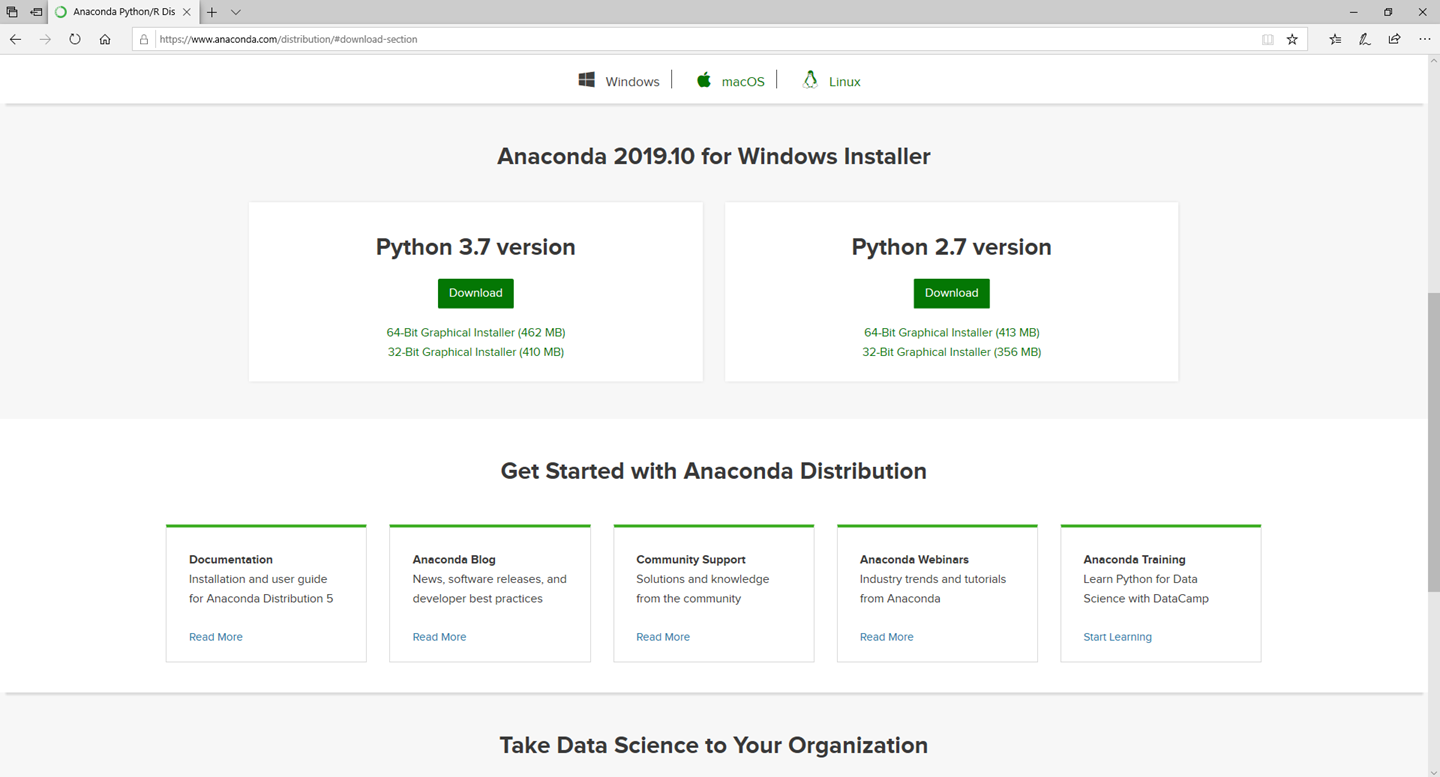 Anaconda Python/R Dis
https://www.anaconda.com/distribution/#download-section
Windows
macOS
Linux
Anaconda 2019.10 for Windows Installer
Python 3.7 version
Download
64-Bit Graphical Installer (462 MB)
32-Bit Graphical Installer (410 MB)
Python 2.7 version
Download
64-Bit Graphical Installer (413 MB)
32-Bit Graphical Installer (356 MB)
Get Started with Anaconda Distribution
Documentation
Installation and user guide
for Anaconda Distribution 5
Read More
Anaconda Blog
News, software releases, and
developer best practices
Read More
Community Support
Solutions and knowledge
from the community
Read More
Anaconda Webinars
Industry trends and tutorials
from Anaconda
Read More
Anaconda Training
Learn Python for Data
Science with DataCamp
Start Learning
Take Data Science to Your Organization